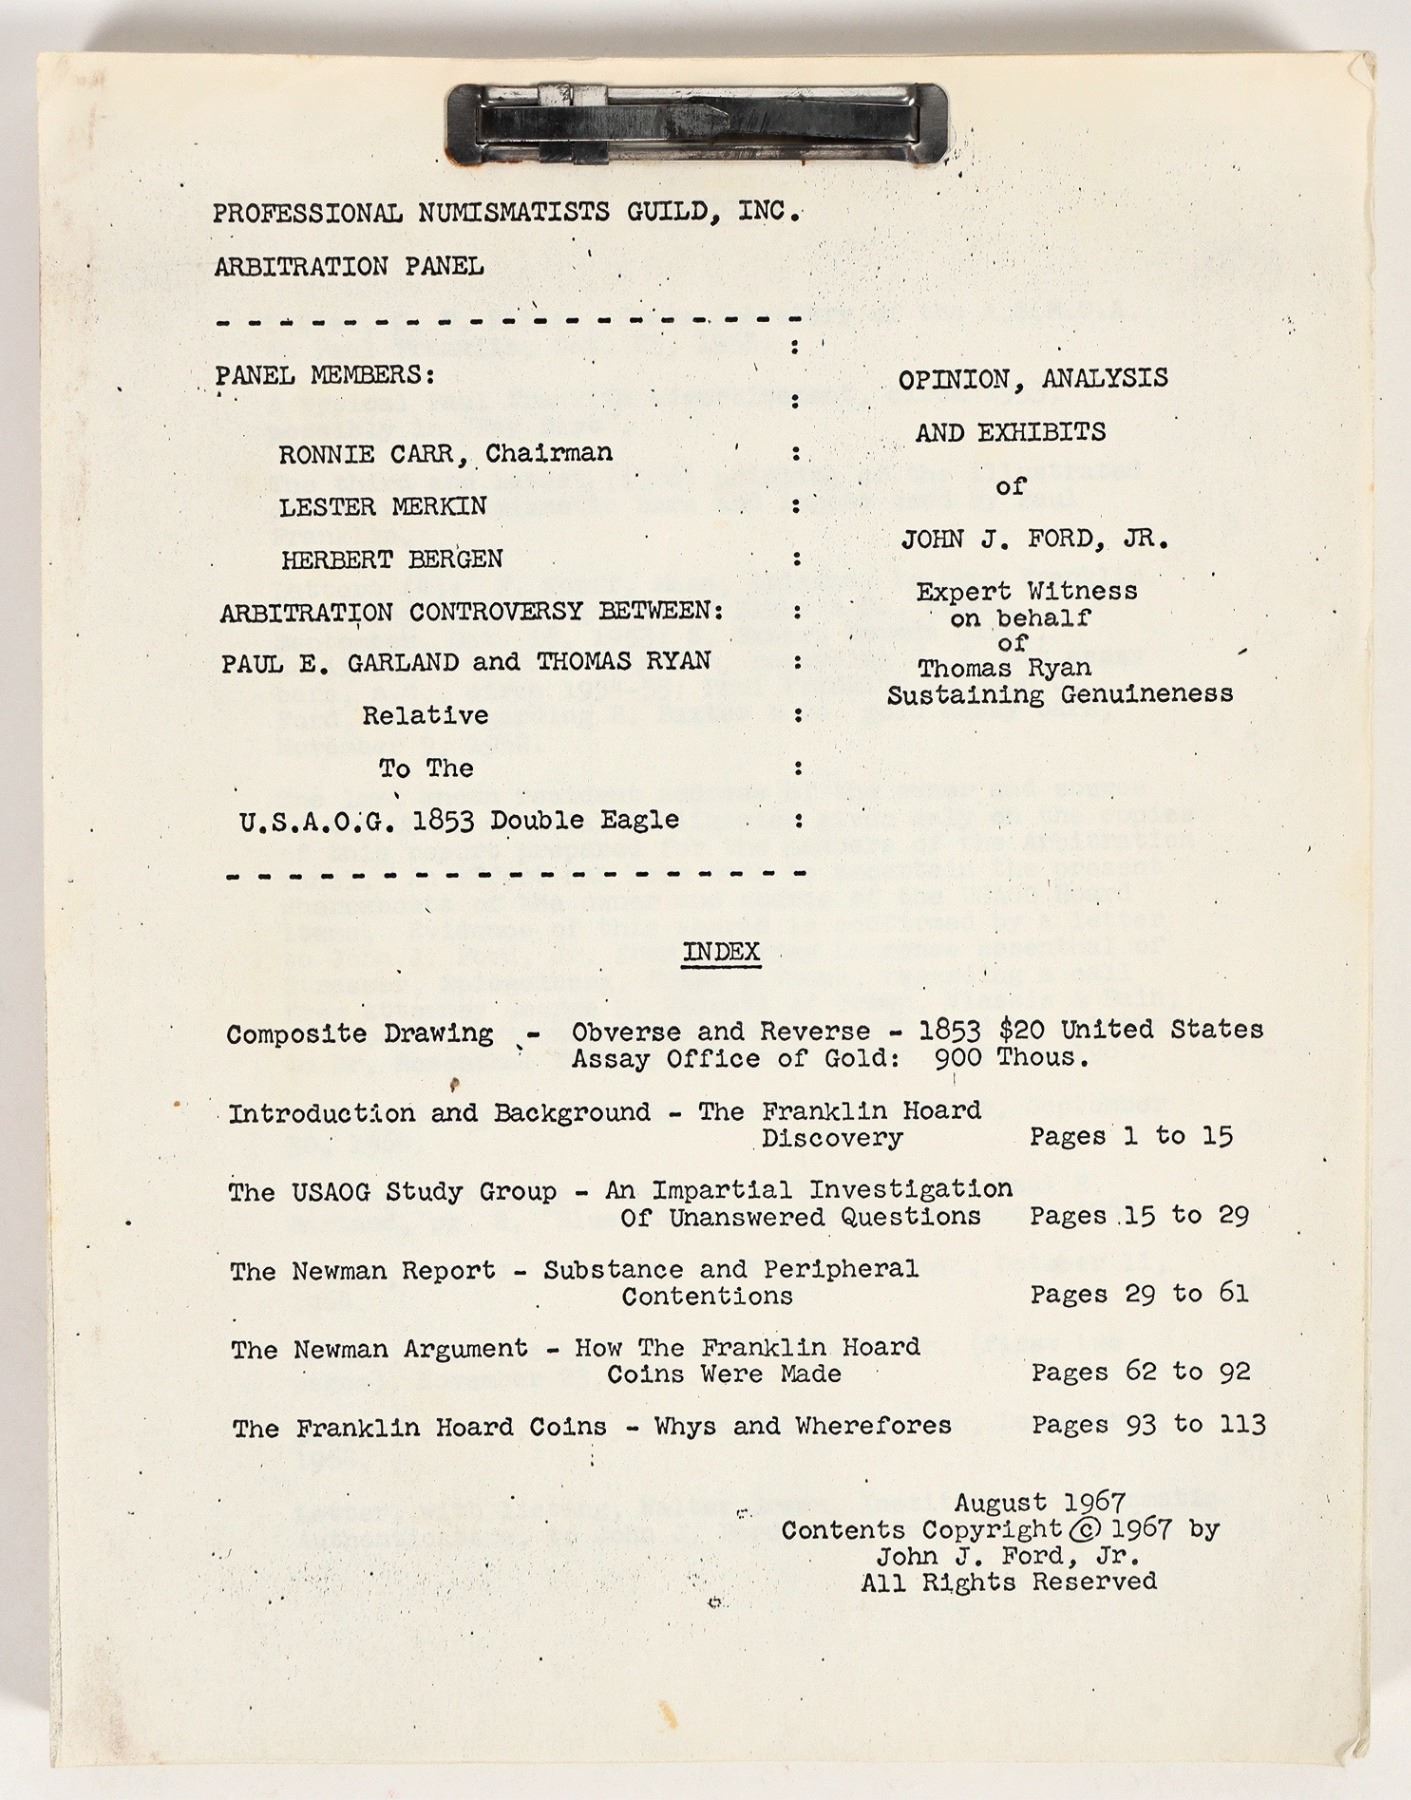 PROFESSIONAL NUMISMATISTS GUILD, INC.
ARBITRATION PANEL
- - - - - - - - - - - - - - - - - - -
:
PANEL MEMBERS:
:
RONNIE CARR, Chairman :
LESTER MERKIN :
HERBERT BERGEN :
ARBITRATION CONTROVERSY BETWEEN: :
PAUL E. GARLAND and THOMAS RYAN :
Relative :
To The :
U.S.A.O.G. 1853 Double Eagle :
- - - - - - - - - - - - - - - - - - -
OPINION, ANALYSIS
AND EXHIBITS
of
JOHN J. FORD, JR.
Expert Witness
on behalf
of
Thomas Ryan
Sustaining Genuineness
INDEX
Composite Drawing - Obverse and Reverse - 1853 $20 United States
Assay Office of Gold: 900 Thous.
Introduction and Background - The Franklin Hoard
Discovery Pages 1 to 15
The USAOG Study Group - An Impartial Investigation
Of Unanswered Questions Pages 15 to 29
The Newman Report - Substance and Peripheral
Contentions Pages 29 to 61
The Newman Argument - How The Franklin Hoard
Coins Were Made Pages 62 to 92
The Franklin Hoard Coins - Whys and Wherefores Pages 93 to 113
August 1967
Contents Copyright © 1967 by
John J. Ford, Jr.
All Rights Reserved